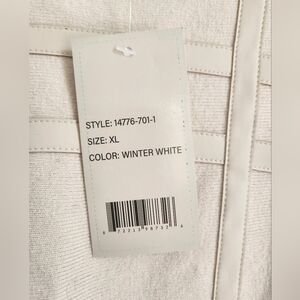 STYLE: 14776-701-1
SIZE: XL
COLOR: WINTER WHITE